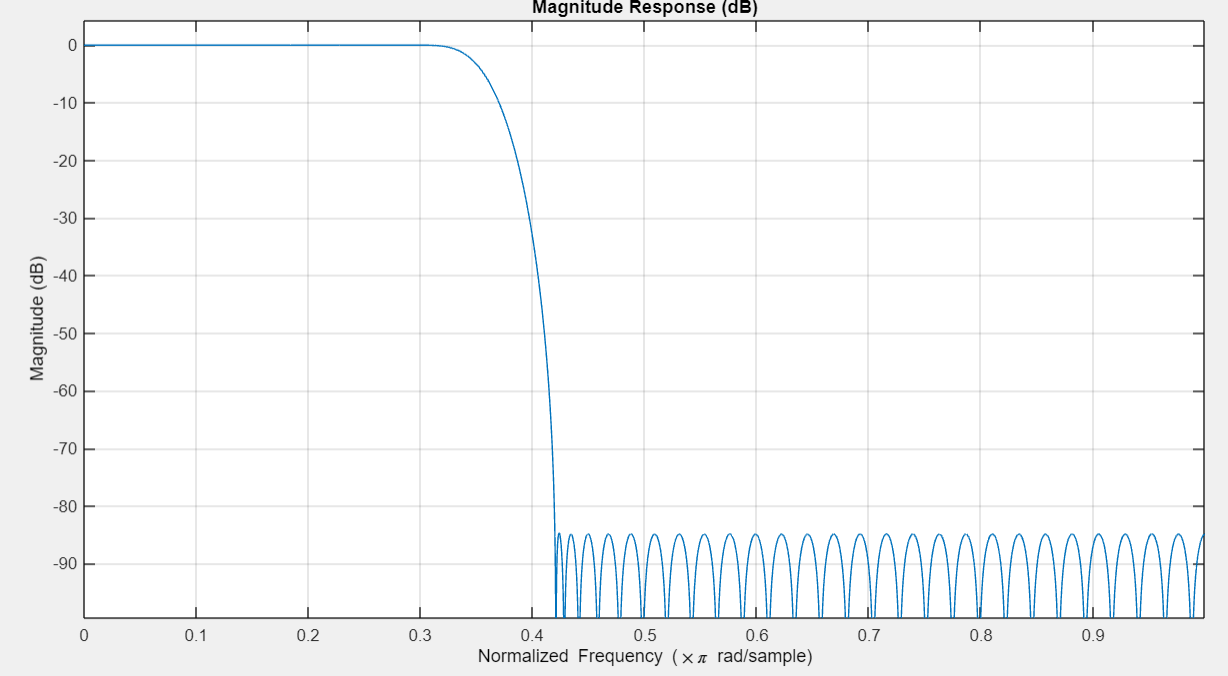 Magnitude Response (dB)
0
-10
-20
-30
-40
-50
-60
-70
-80
-90
Magnitude (dB)
0 0.1 0.2 0.3 0.4 0.5 0.6 0.7 0.8 0.9
Normalized Frequency (×π rad/sample)